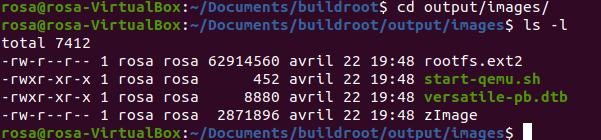 rosa@rosa-VirtualBox:~/Documents/buildroot$ cd output/images/
rosa@rosa-VirtualBox:~/Documents/buildroot/output/images$ ls -l
total 7412
-rw-r--r-- 1 rosa rosa 62914560 avril 22 19:48 rootfs.ext2
-rwxr-xr-x 1 rosa rosa      452 avril 22 19:48 start-qemu.sh
-rwxr-xr-x 1 rosa rosa     8880 avril 22 19:48 versatile-pb.dtb
-rw-r--r-- 1 rosa rosa  2871896 avril 22 19:48 zImage
rosa@rosa-VirtualBox:~/Documents/buildroot/output/images$